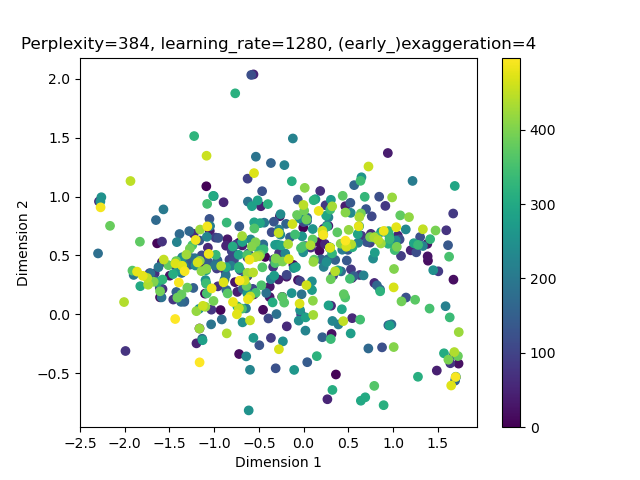 Perplexity=384, learning_rate=1280, (early_)exaggeration=4
2.0
1.5
1.0
0.5
0.0
−0.5
Dimension 2
−2.5 −2.0 −1.5 −1.0 −0.5 0.0 0.5 1.0 1.5
Dimension 1
400
300
200
100
0